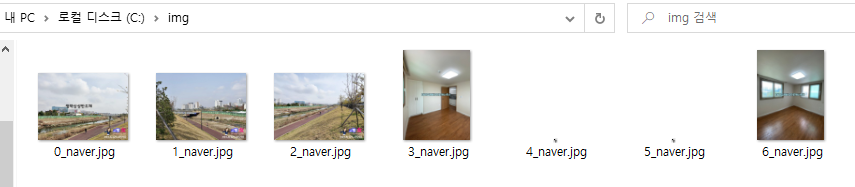 내 PC > 로컬 디스크 (C:) > img
img 검색
0_naver.jpg
1_naver.jpg
2_naver.jpg
3_naver.jpg
4_naver.jpg
5_naver.jpg
6_naver.jpg